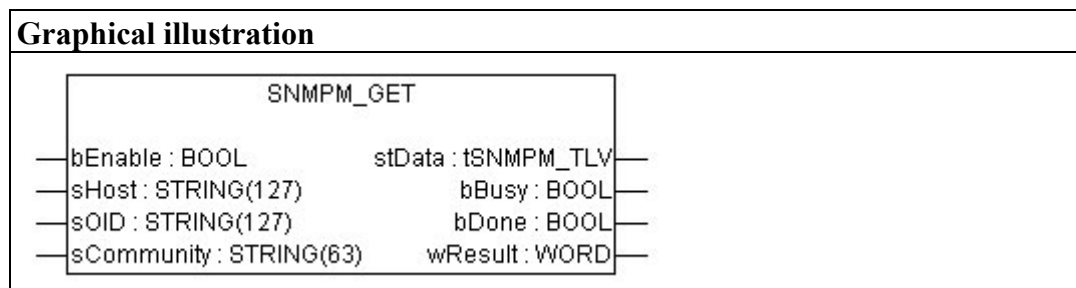 Graphical illustration
SNMPM_GET
bEnable : BOOL stData : tSNMPM_TLV
sHost : STRING(127) bBusy : BOOL
sOID : STRING(127) bDone : BOOL
sCommunity : STRING(63) wResult : WORD